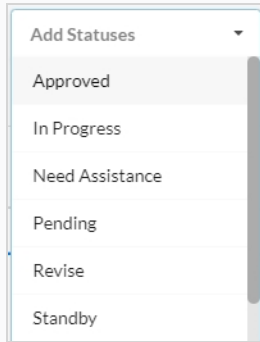 Add Statuses
Approved
In Progress
Need Assistance
Pending
Revise
Standby